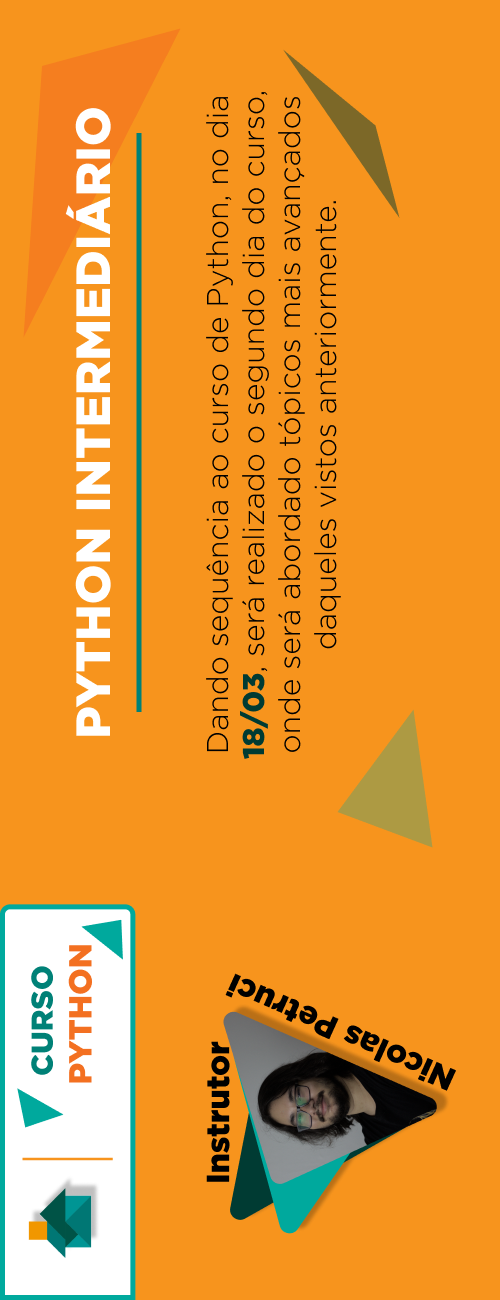 CURSO
PYTHON
PYTHON INTERMEDIÁRIO
Dando sequência ao curso de Python, no dia
18/03, será realizado o segundo dia do curso,
onde será abordado tópicos mais avançados
daqueles vistos anteriormente.
Instrutor
Nicolas Petruci